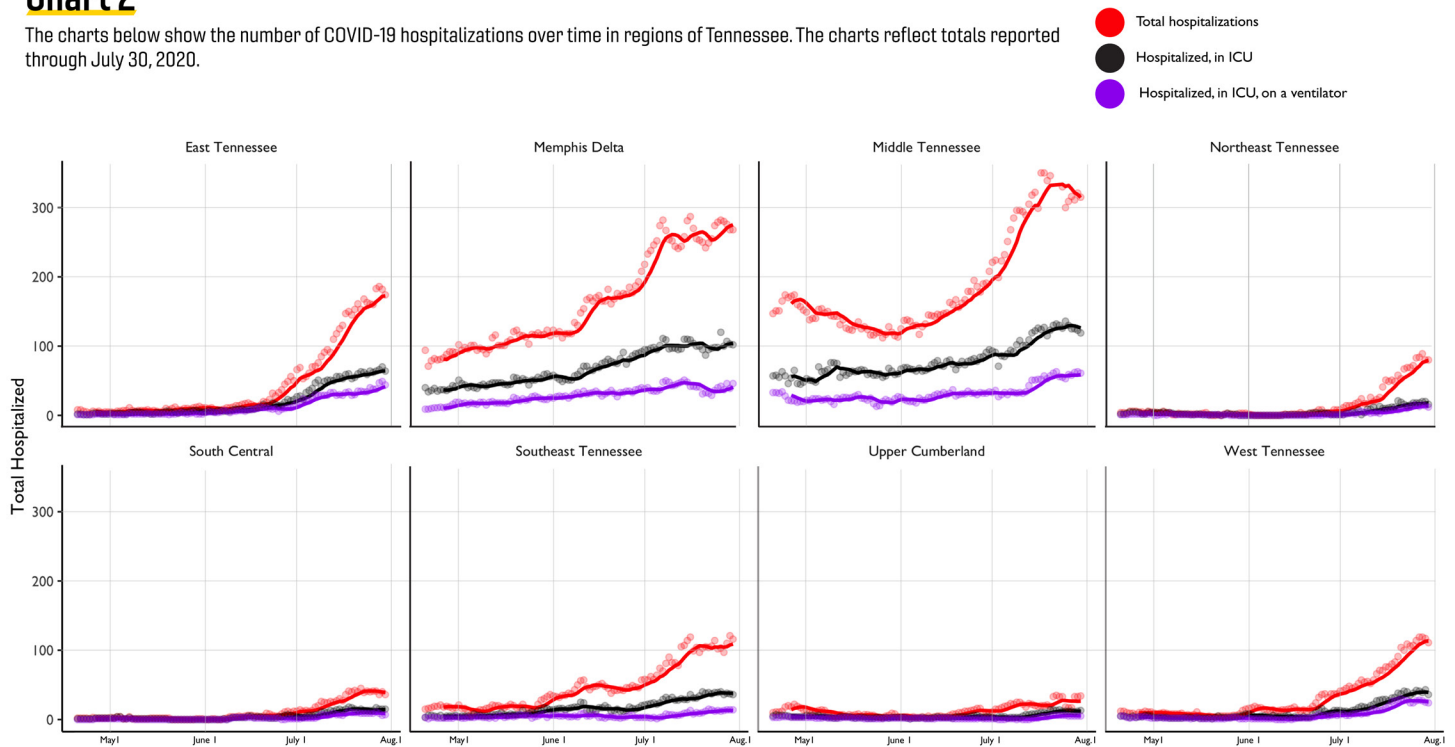 Chart 2
The charts below show the number of COVID-19 hospitalizations over time in regions of Tennessee. The charts reflect totals reported
through July 30, 2020.
Total hospitalizations
Hospitalized, in ICU
Hospitalized, in ICU, on a ventilator
East Tennessee
Memphis Delta
Middle Tennessee
Northeast Tennessee
300
200
100
0
South Central
Southeast Tennessee
Upper Cumberland
West Tennessee
Total Hospitalized
300
200
100
0
May1 June 1 July 1 Aug.1
May1 June 1 July 1 Aug.1
May1 June 1 July 1 Aug.1
May1 June 1 July 1 Aug.1